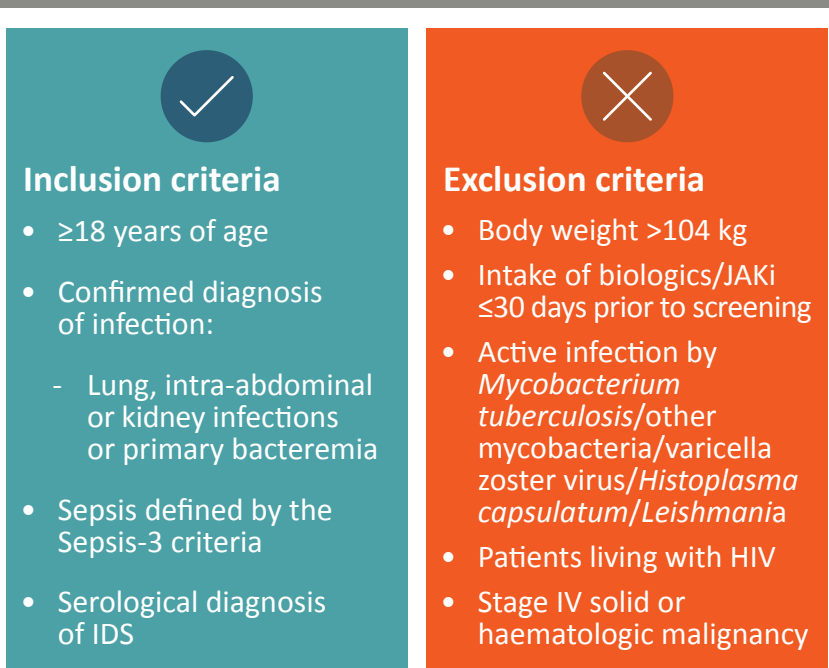 Inclusion criteria
• ≥18 years of age
• Confirmed diagnosis
of infection:
- Lung, intra-abdominal
or kidney infections
or primary bacteremia
• Sepsis defined by the
Sepsis-3 criteria
• Serological diagnosis
of IDS
Exclusion criteria
• Body weight >104 kg
• Intake of biologics/JAKi
≤30 days prior to screening
• Active infection by
Mycobacterium
tuberculosis/other
mycobacteria/varicella
zoster virus/Histoplasma
capsulatum/Leishmania
• Patients living with HIV
• Stage IV solid or
haematologic malignancy